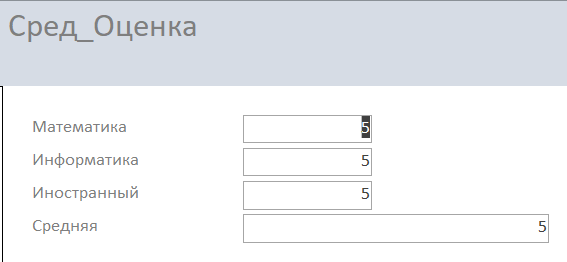 Сред_Оценка
Математика 5
Информатика 5
Иностранный 5
Средняя 5